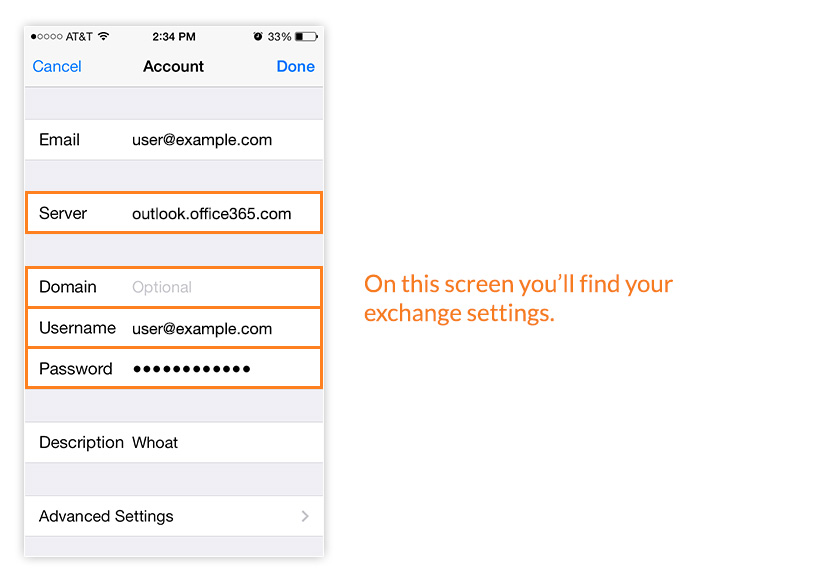 AT&T 2:34 PM 33%
Cancel Account Done
Email user@example.com
Server outlook.office365.com
Domain Optional
Username user@example.com
Password ●●●●●●●●●●●●
Description Whoat
Advanced Settings
On this screen you’ll find your
exchange settings.